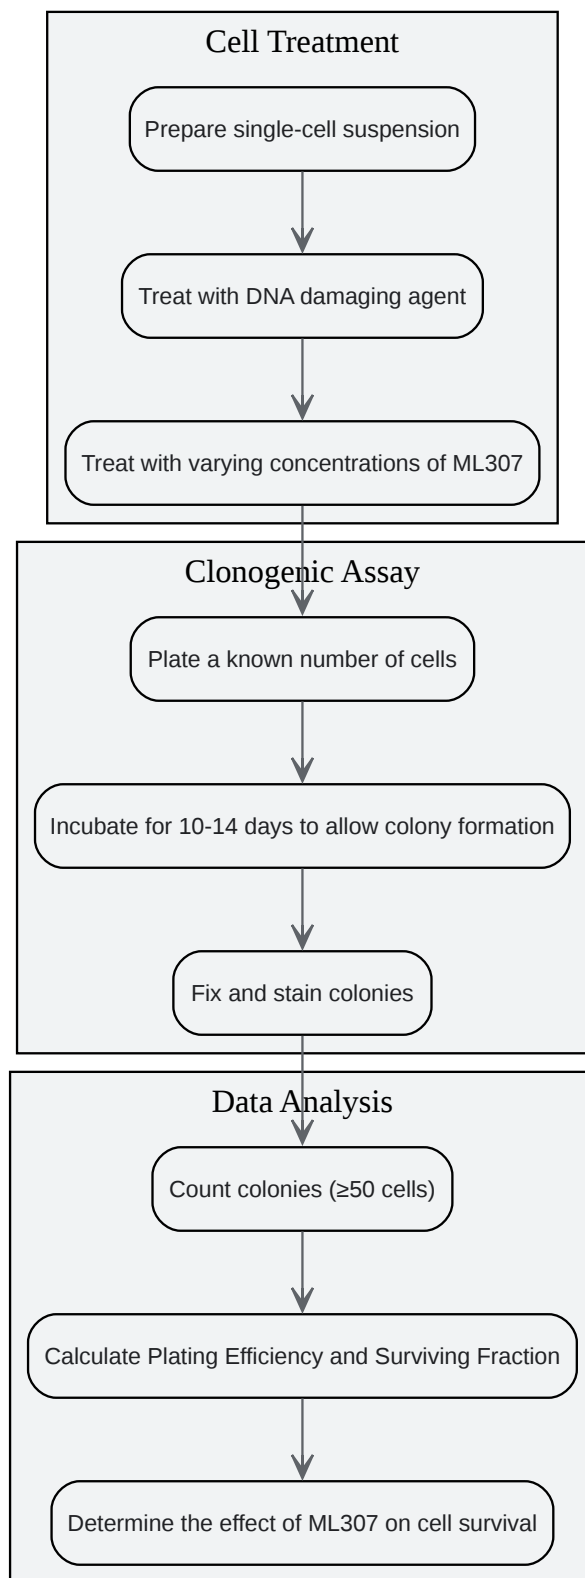 Cell Treatment
Prepare single-cell suspension
Treat with DNA damaging agent
Treat with varying concentrations of ML307
Clonogenic Assay
Plate a known number of cells
Incubate for 10-14 days to allow colony formation
Fix and stain colonies
Data Analysis
Count colonies (≥50 cells)
Calculate Plating Efficiency and Surviving Fraction
Determine the effect of ML307 on cell survival